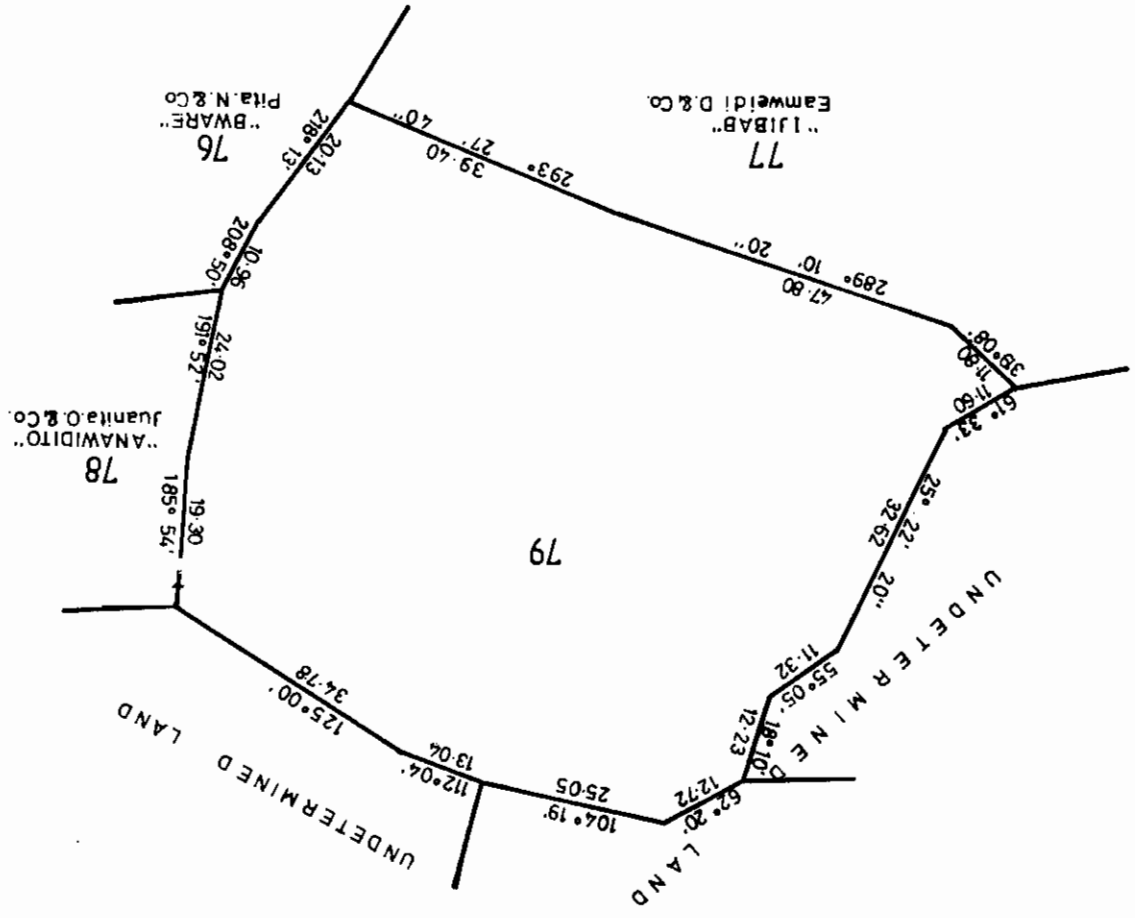 UNDETERMINED LAND
UNDETERMINED LAND
62° 20'
12·72
104° 19'
25·05
112° 04'
13·04
125° 00'
34·78
18° 10'
12·23
55° 05'
11·32
25° 22' 20"
32·62
61° 33'
11·60
319° 08'
11·80
79
185° 54'
19·30
78
"ANAWIDITO"
Juanita.O.&.Co.
191° 52'
24·02
208° 50'
10·96
218° 13'
20·13
76
"BWARE"
Pita.N.&.Co
289° 10' 20"
47·80
293° 27' 40"
39·40
77
"IJIBAB"
Eamweidi D.&.Co.